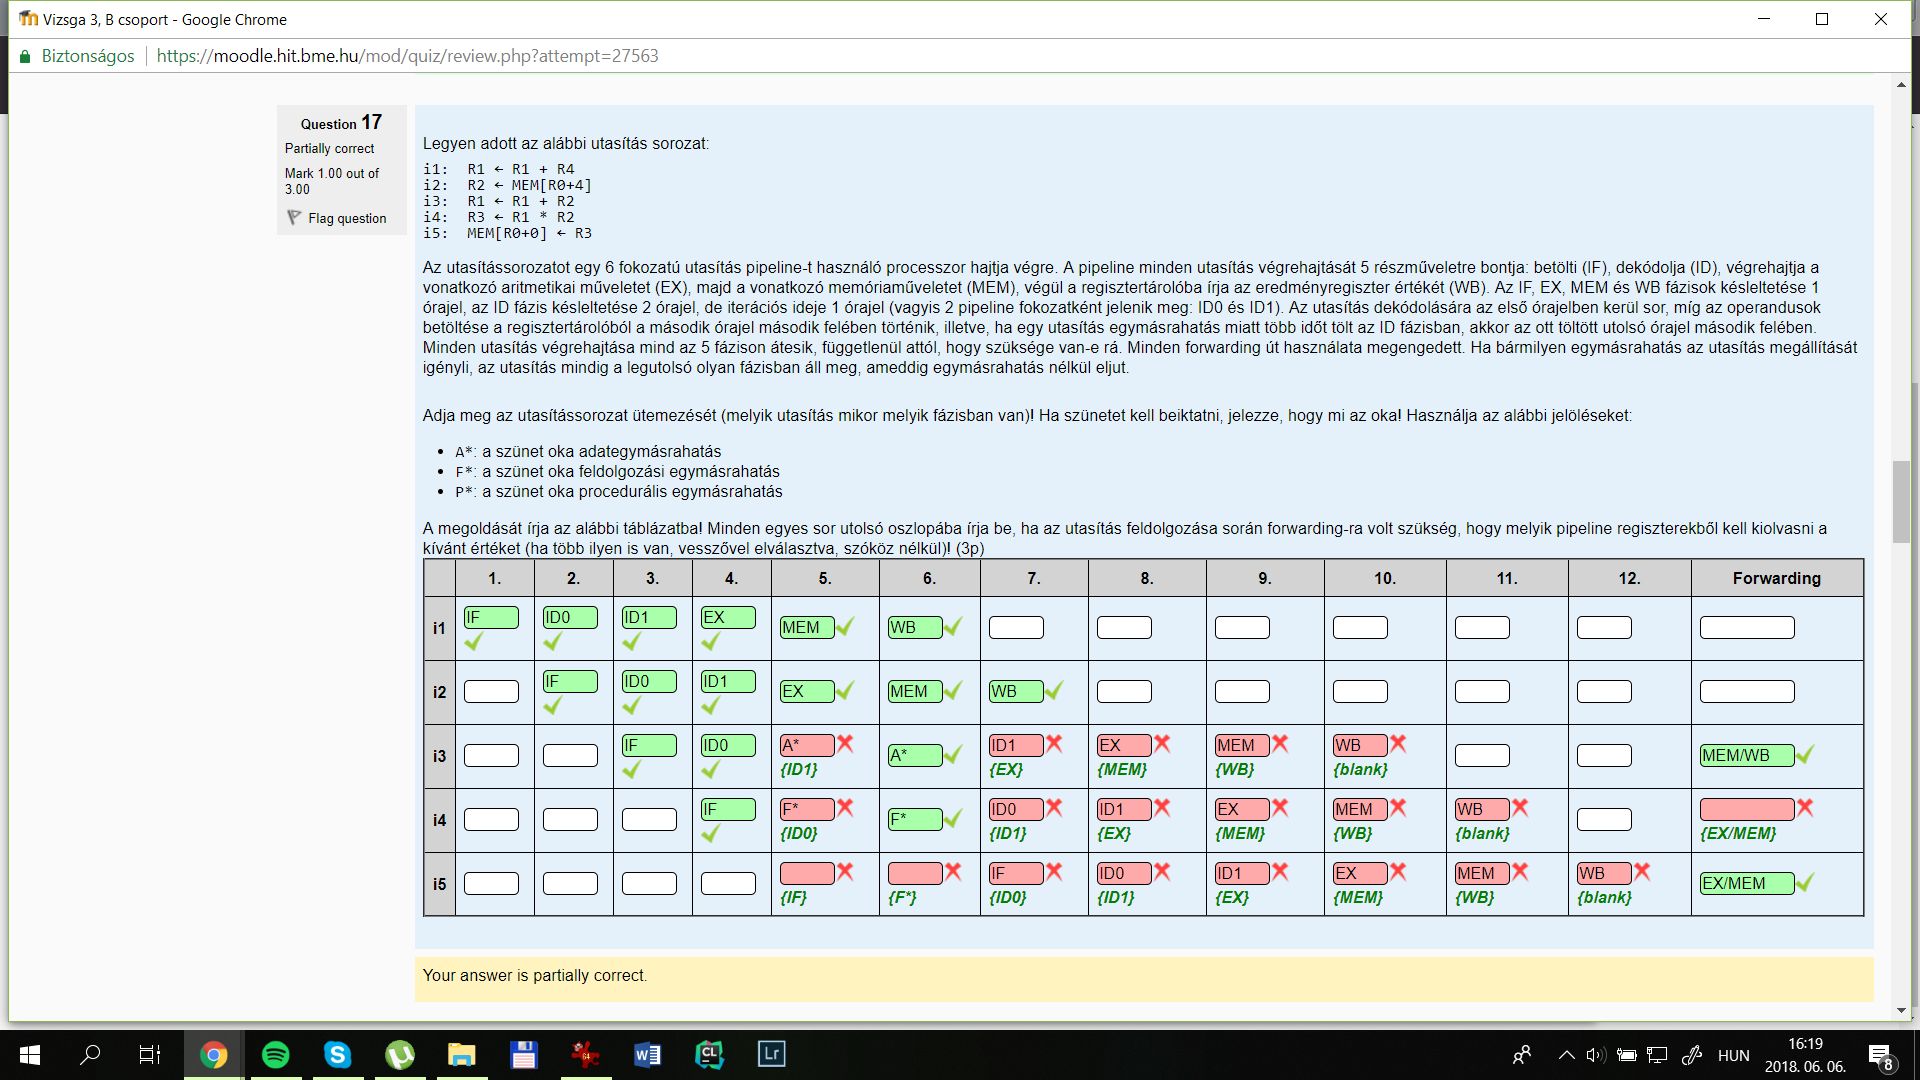 Vizsga 3, B csoport - Google Chrome
Biztonságos https://moodle.hit.bme.hu/mod/quiz/review.php?attempt=27563
Question 17
Partially correct
Mark 1.00 out of
3.00
Flag question
Legyen adott az alábbi utasítás sorozat:
i1: R1 ← R1 + R4
i2: R2 ← MEM[R0+4]
i3: R1 ← R1 + R2
i4: R3 ← R1 * R2
i5: MEM[R0+0] ← R3
Az utasítássorozatot egy 6 fokozatú utasítás pipeline-t használó processzor hajtja végre. A pipeline minden utasítás végrehajtását 5 részműveletre bontja: betölti (IF), dekódolja (ID), végrehajtja a
vonatkozó aritmetikai műveletet (EX), majd a vonatkozó memóriaműveletet (MEM), végül a regisztertárolóba írja az eredményregiszter értékét (WB). Az IF, EX, MEM és WB fázisok késleltetése 1
órajel, az ID fázis késleltetése 2 órajel, de iterációs ideje 1 órajel (vagyis 2 pipeline fokozatként jelenik meg: ID0 és ID1). Az utasítás dekódolására az első órajelben kerül sor, míg az operandusok
betöltése a regisztertárolóból a második órajel második felében történik, illetve, ha egy utasítás egymásrahatás miatt több időt tölt az ID fázisban, akkor az ott töltött utolsó órajel második felében.
Minden utasítás végrehajtása mind az 5 fázison átesik, függetlenül attól, hogy szüksége van-e rá. Minden forwarding út használata megengedett. Ha bármilyen egymásrahatás az utasítás megállítását
igényli, az utasítás mindig a legutolsó olyan fázisban áll meg, ameddig egymásrahatás nélkül eljut.
Adja meg az utasítássorozat ütemezését (melyik utasítás mikor melyik fázisban van)! Ha szünetet kell beiktatni, jelezze, hogy mi az oka! Használja az alábbi jelöléseket:
• A*: a szünet oka adategymásrahatás
• F*: a szünet oka feldolgozási egymásrahatás
• P*: a szünet oka procedurális egymásrahatás
A megoldását írja az alábbi táblázatba! Minden egyes sor utolsó oszlopába írja be, ha az utasítás feldolgozása során forwarding-ra volt szükség, hogy melyik pipeline regiszterekből kell kiolvasni a
kívánt értéket (ha több ilyen is van, vesszővel elválasztva, szóköz nélkül)! (3p)
1. 2. 3. 4. 5. 6. 7. 8. 9. 10. 11. 12. Forwarding
i1 IF ID0 ID1 EX MEM WB
i2 IF ID0 ID1 EX MEM WB
i3 IF ID0 A* A* ID1 EX MEM WB MEM/WB
{ID1} {EX} {MEM} {WB} {blank}
i4 IF F* F* ID0 ID1 EX MEM WB
{ID0} {ID1} {EX} {MEM} {WB} {blank} {EX/MEM}
i5 IF ID0 ID1 EX MEM WB EX/MEM
{IF} {F*} {ID0} {ID1} {EX} {MEM} {WB} {blank}
Your answer is partially correct.
64
W
CL
Lr
HUN
16:19
2018. 06. 06.
8